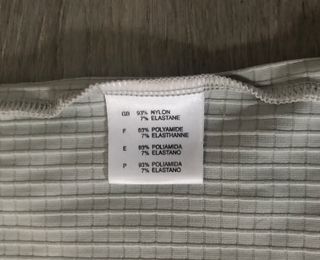 GB 93% NYLON
7% ELASTANE
F 93% POLYAMIDE
7% ELASTHANNE
E 93% POLIAMIDA
7% ELASTANO
P 93% POLIAMIDA
7% ELASTANO